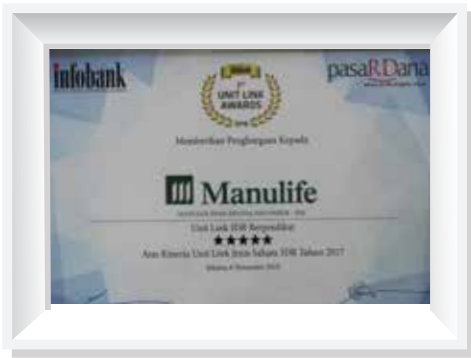 infobank
pasaRDana
UNIT LINK
AWARDS
Memberikan Penghargaan Kepada
Manulife
Unit Link IDR Berpredikat
★★★★★
Atas Kinerja Unit Link Jenis Saham IDR Tahun 2017